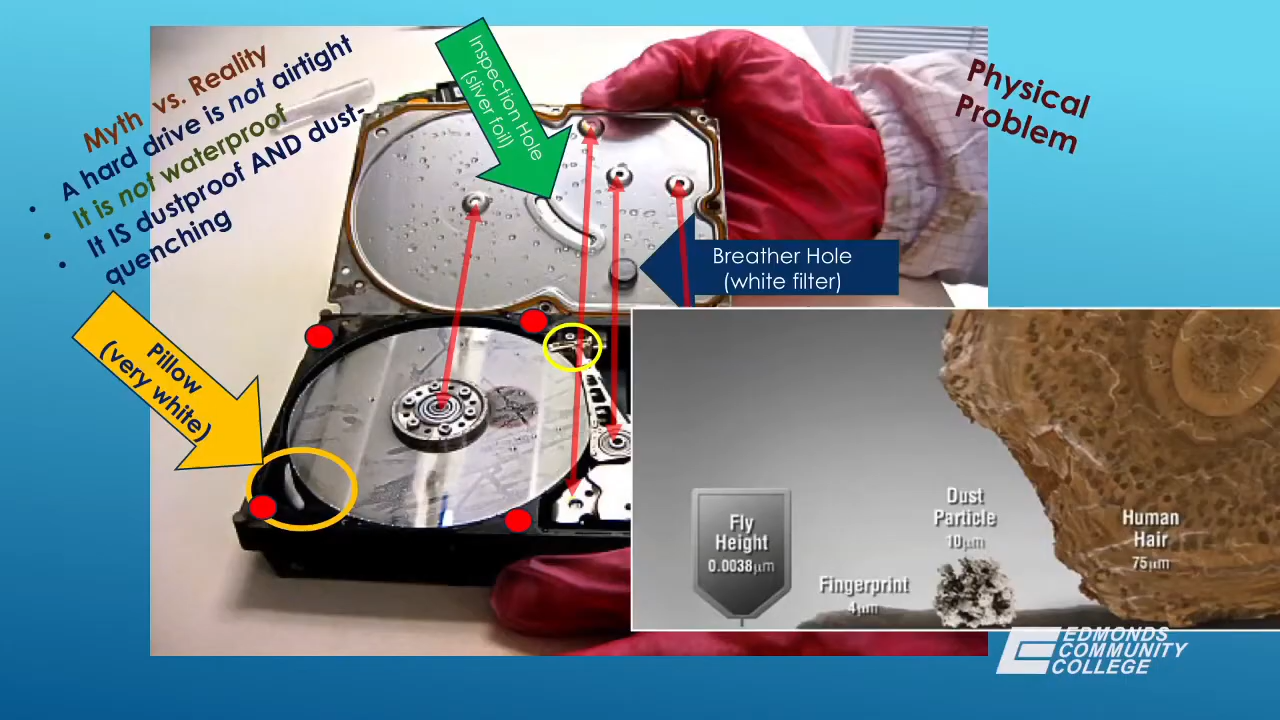 Myth vs. Reality
• A hard drive is not airtight
• It is not waterproof
• It IS dustproof AND dust-
quenching
Inspection Hole
(sliver foil)
Physical
Problem
Breather Hole
(white filter)
Pillow
(very white)
Fly
Height
0.0038µm
Fingerprint
4µm
Dust
Particle
10µm
Human
Hair
75µm
EDMONDS
COMMUNITY
COLLEGE